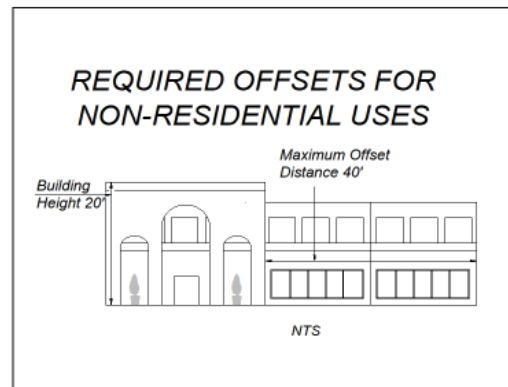 REQUIRED OFFSETS FOR
NON-RESIDENTIAL USES
Maximum Offset
Distance 40'
Building
Height 20'
NTS